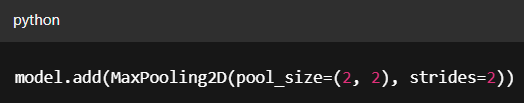 python
model.add(MaxPooling2D(pool_size=(2, 2), strides=2))